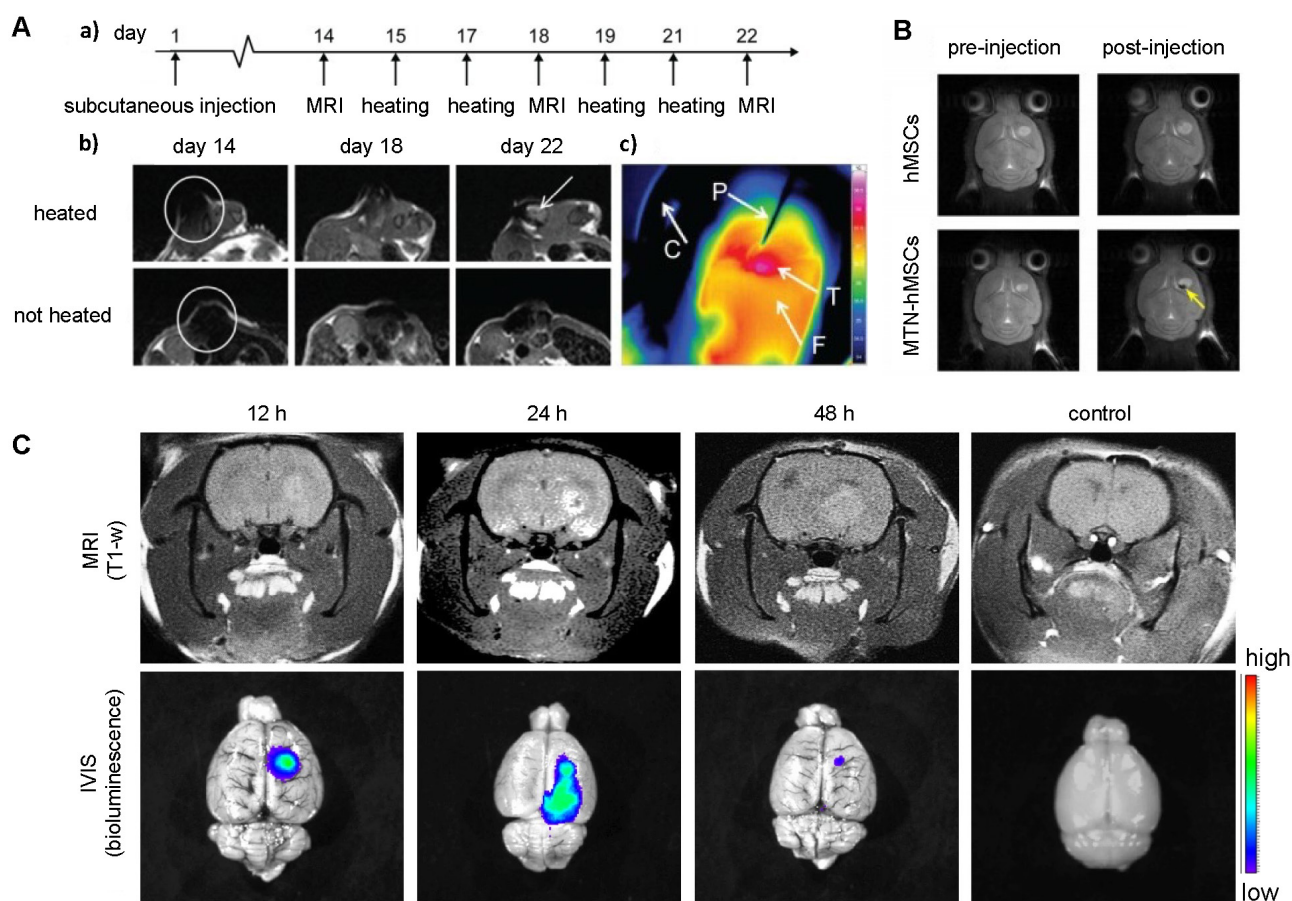 A
a)
day
1 14 15 17 18 19 21 22
subcutaneous injection MRI heating heating MRI heating heating MRI
b)
day 14 day 18 day 22
heated
not heated
c)
P
C
T
F
B
pre-injection post-injection
hMSCs
MTN-hMSCs
C
12 h 24 h 48 h control
MRI
(T1-w)
IVIS
(bioluminescence)
high
low